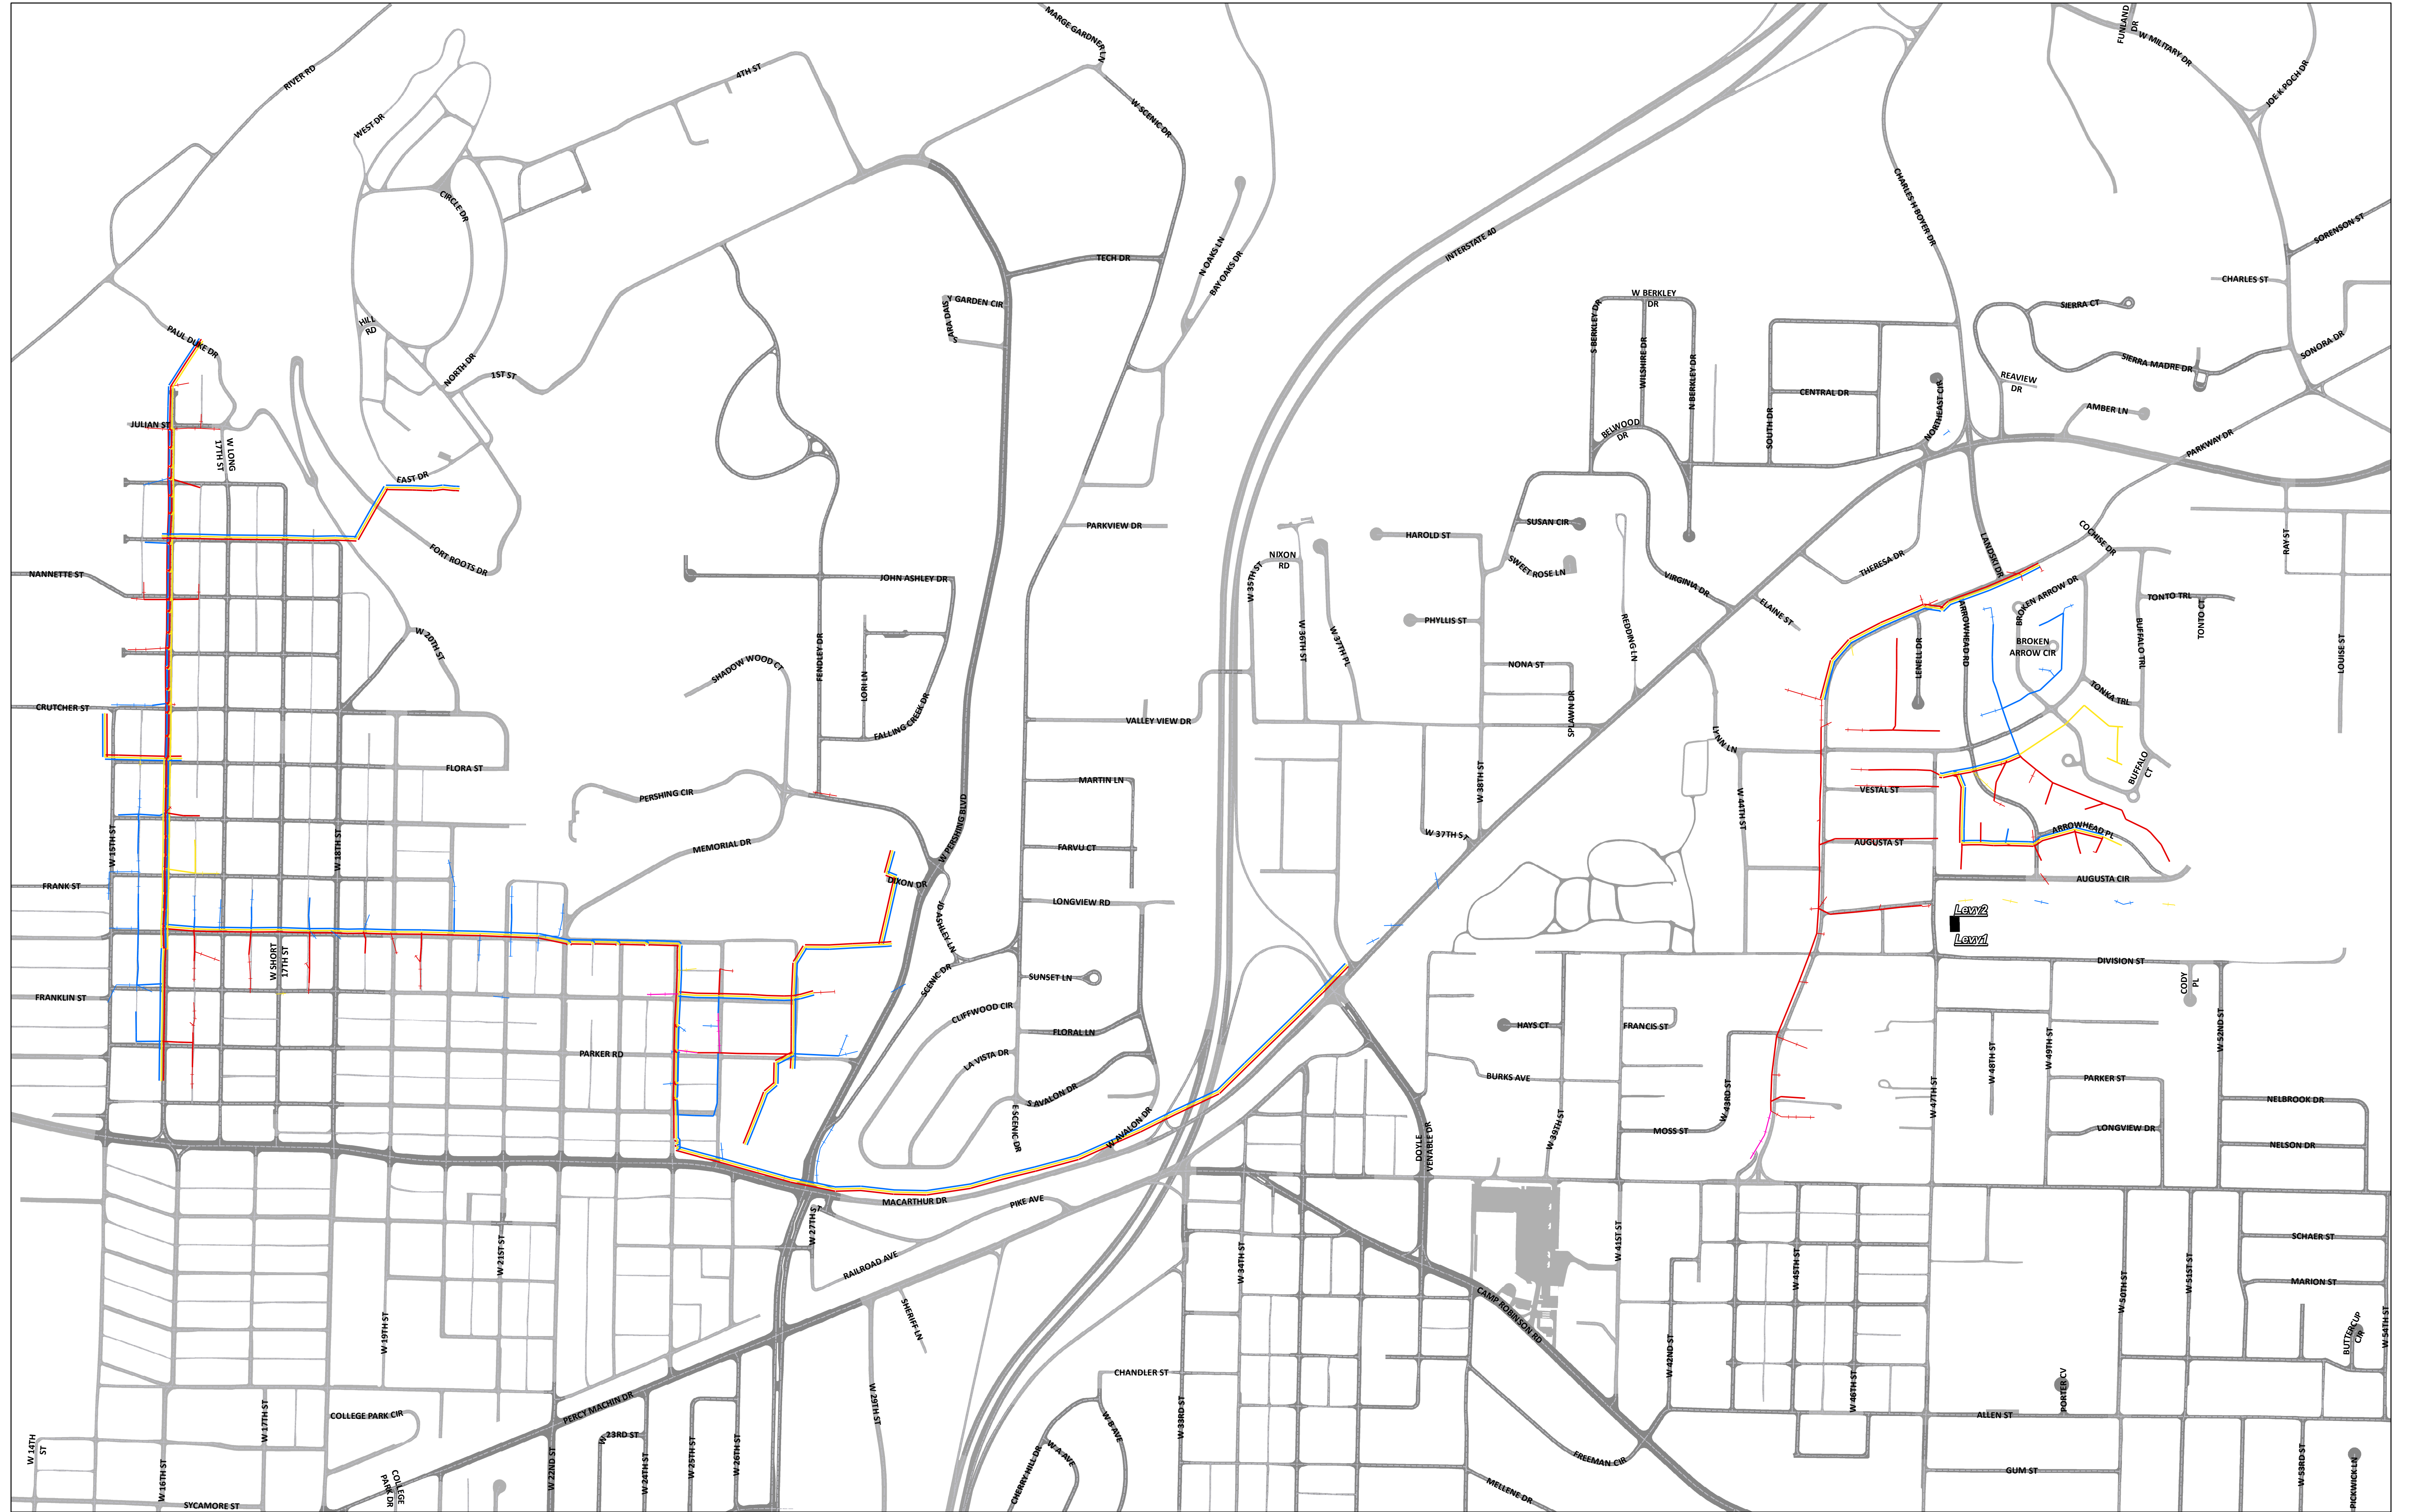 MARGE GARDNER LN
FUNLAND
DR
W MILITARY DR
RIVER RD
4TH ST
JOE K POCH DR
WEST DR
W SCENIC DR
CIRCLE DR
CHARLES H BOYER DR
SORENSON ST
INTERSTATE 40
N OAKS LN
BAY OAKS DR
TECH DR
CHARLES ST
Y GARDEN CIR
SARA DAIS
W BERKLEY
DR
SIERRA CT
HILL
RD
PAUL DUKE DR
S BERKLEY DR
WILSHIRE DR
N BERKLEY DR
SONORA DR
SIERRA MADRE DR
NORTH DR
1ST ST
REAVIEW
DR
CENTRAL DR
NORTHEAST CIR
AMBER LN
SOUTH DR
JULIAN ST
W LONG
17TH ST
BELWOOD
DR
PARKWAY DR
EAST DR
PARKVIEW DR
SUSAN CIR
HAROLD ST
COCHISE DR
RAY ST
FORT ROOTS DR
NIXON
RD
SWEET ROSE LN
THERESA DR
LANDSKI DR
NANNETTE ST
JOHN ASHLEY DR
W 35TH ST
VIRGINIA DR
BROKEN ARROW DR
ELAINE ST
TONTO TRL
TONTO CT
PHYLLIS ST
W 36TH ST
W 37TH PL
REDDING LN
ARROWHEAD RD
LENELL DR
BROKEN
ARROW CIR
BUFFALO TRL
LOUISE ST
W 20TH ST
FENDLEY DR
SHADOW WOOD CT
NONA ST
LORI LN
TONKA TRL
CRUTCHER ST
FALLING CREEK DR
VALLEY VIEW DR
SPLAWN DR
LYNN LN
FLORA ST
BUFFALO
CT
MARTIN LN
W 38TH ST
VESTAL ST
PERSHING CIR
W 44TH ST
W PERSHING BLVD
W 15TH ST
W 18TH ST
MEMORIAL DR
FARVU CT
W 37TH ST
AUGUSTA ST
ARROWHEAD PL
FRANK ST
DIXON DR
AUGUSTA CIR
LONGVIEW RD
JD ASHLEY LN
Levy2
Levy1
W SHORT
17TH ST
DIVISION ST
SUNSET LN
SCENIC DR
CODY
PL
FRANKLIN ST
CLIFFWOOD CIR
HAYS CT
FRANCIS ST
FLORAL LN
W 52ND ST
PARKER RD
LA VISTA DR
W 48TH ST
W 49TH ST
BURKS AVE
PARKER ST
S AVALON DR
W 43RD ST
W 47TH ST
NELBROOK DR
E SCENIC DR
W AVALON DR
W 39TH ST
MOSS ST
LONGVIEW DR
DOYLE
VENABLE DR
NELSON DR
MACARTHUR DR
PIKE AVE
W 27TH ST
W 21ST ST
W 34TH ST
W 41ST ST
RAILROAD AVE
W 45TH ST
SCHAER ST
W 50TH ST
W 51ST ST
MARION ST
SHERIFF LN
CAMP ROBINSON RD
W 19TH ST
BUTTERCUP
CIR
W 54TH ST
W 42ND ST
CHANDLER ST
W 46TH ST
PORTER CV
W 29TH ST
PERCY MACHIN DR
W 33RD ST
COLLEGE PARK CIR
W 17TH ST
ALLEN ST
W B AVE
W 14TH
ST
W 23RD ST
W A AVE
CHERRY HILL DR
W 22ND ST
W 24TH ST
W 25TH ST
W 26TH ST
FREEMAN CIR
W 53RD ST
W 16TH ST
COLLEGE
PARK DR
GUM ST
MELLENE DR
PICKWICK LN
SYCAMORE ST